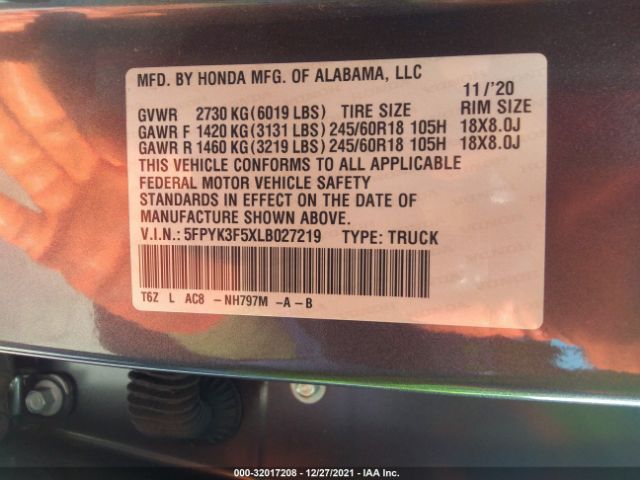 MFD. BY HONDA MFG. OF ALABAMA, LLC
11/'20
GVWR 2730 KG(6019 LBS) TIRE SIZE RIM SIZE
GAWR F 1420 KG(3131 LBS)245/60R18 105H 18X8.0J
GAWR R 1460 KG(3219 LBS)245/60R18 105H 18X8.0J
THIS VEHICLE CONFORMS TO ALL APPLICABLE
FEDERAL MOTOR VEHICLE SAFETY
STANDARDS IN EFFECT ON THE DATE OF
MANUFACTURE SHOWN ABOVE.
V.I.N.: 5FPYK3F5XLB027219 TYPE: TRUCK
T6Z L AC8 - NH797M -A-B
000-32017208 - 12/27/2021 - IAA Inc.